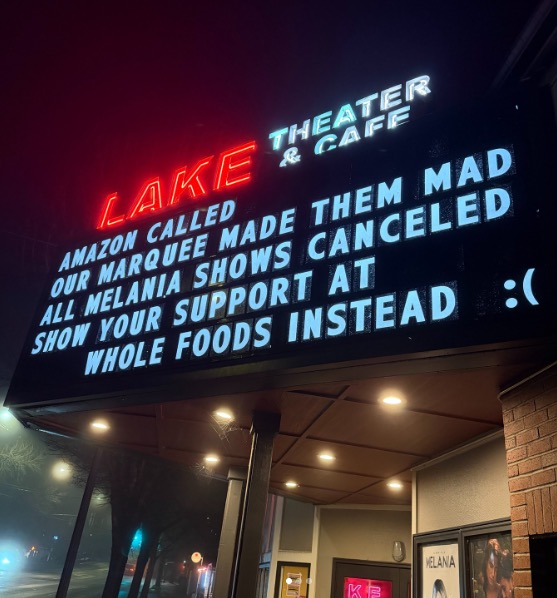 LAKE THEATER
& CAFE
AMAZON CALLED
OUR MARQUEE MADE THEM MAD
ALL MELANIA SHOWS CANCELED
SHOW YOUR SUPPORT AT
WHOLE FOODS INSTEAD :(
MELANIA